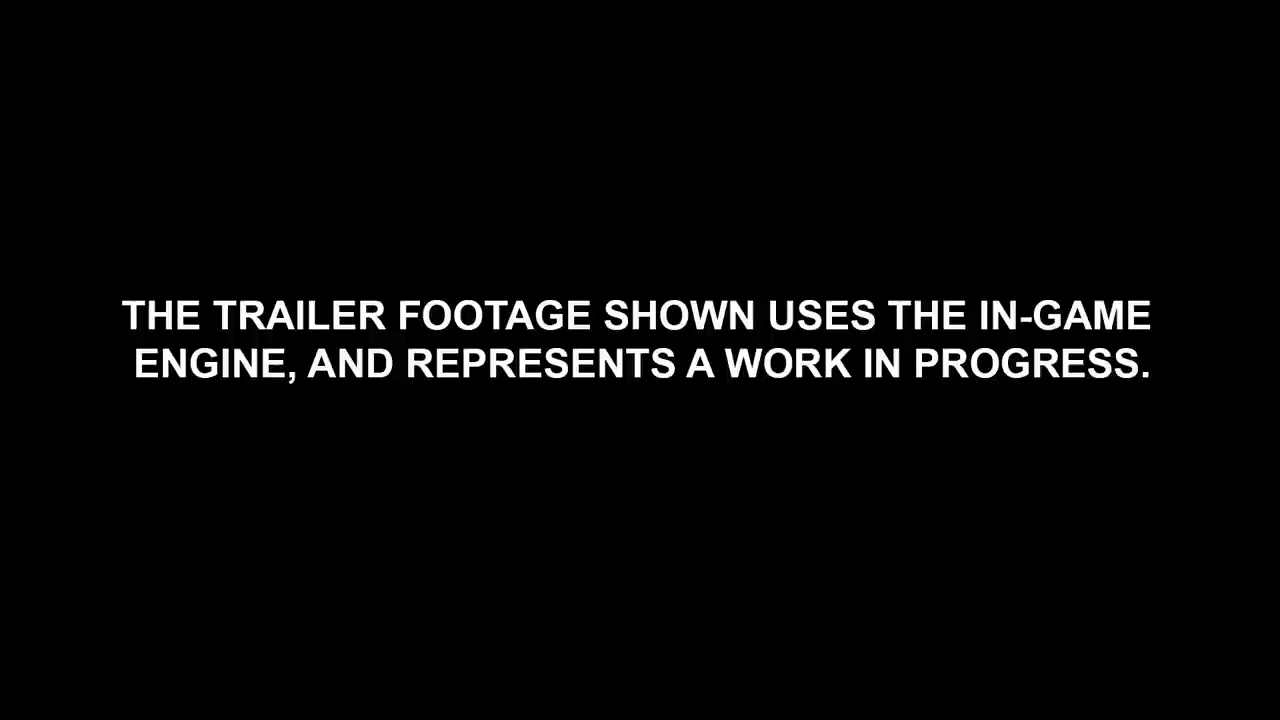 THE TRAILER FOOTAGE SHOWN USES THE IN-GAME
ENGINE, AND REPRESENTS A WORK IN PROGRESS.